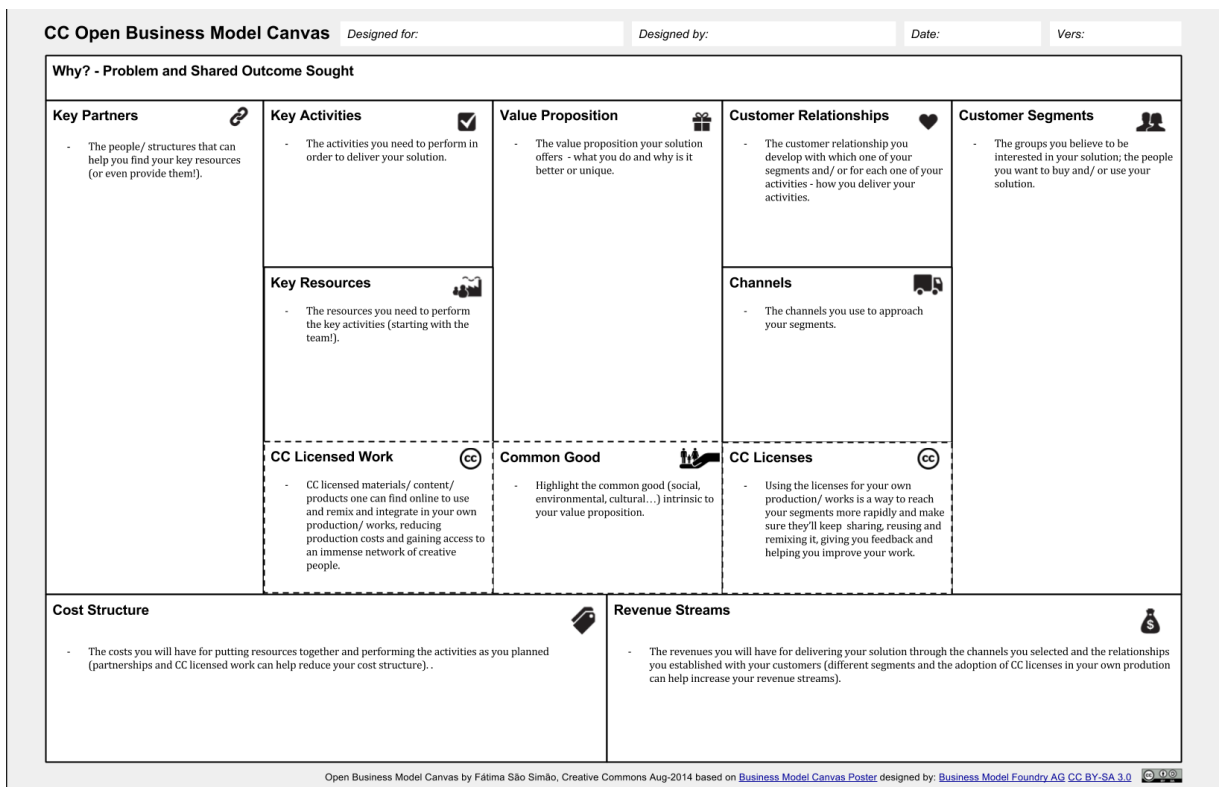 CC Open Business Model Canvas
Designed for:
Designed by:
Date:
Vers:
Why? - Problem and Shared Outcome Sought
Key Partners
- The people/ structures that can
help you find your key resources
(or even provide them!).
Key Activities
- The activities you need to perform in
order to deliver your solution.
Key Resources
- The resources you need to perform
the key activities (starting with the
team!).
CC Licensed Work
cc
- CC licensed materials/ content/
products one can find online to use
and remix and integrate in your own
production/ works, reducing
production costs and gaining access to
an immense network of creative
people.
Value Proposition
- The value proposition your solution
offers - what you do and why is it
better or unique.
Common Good
- Highlight the common good (social,
environmental, cultural…) intrinsic to
your value proposition.
Customer Relationships
- The customer relationship you
develop with which one of your
segments and/ or for each one of your
activities - how you deliver your
activities.
Channels
- The channels you use to approach
your segments.
CC Licenses
cc
- Using the licenses for your own
production/ works is a way to reach
your segments more rapidly and make
sure they'll keep sharing, reusing and
remixing it, giving you feedback and
helping you improve your work.
Customer Segments
- The groups you believe to be
interested in your solution; the people
you want to buy and/ or use your
solution.
Cost Structure
- The costs you will have for putting resources together and performing the activities as you planned
(partnerships and CC licensed work can help reduce your cost structure). .
Revenue Streams
$
- The revenues you will have for delivering your solution through the channels you selected and the relationships
you established with your customers (different segments and the adoption of CC licenses in your own prodution
can help increase your revenue streams).
Open Business Model Canvas by Fátima São Simão, Creative Commons Aug-2014 based on Business Model Canvas Poster designed by: Business Model Foundry AG CC BY-SA 3.0